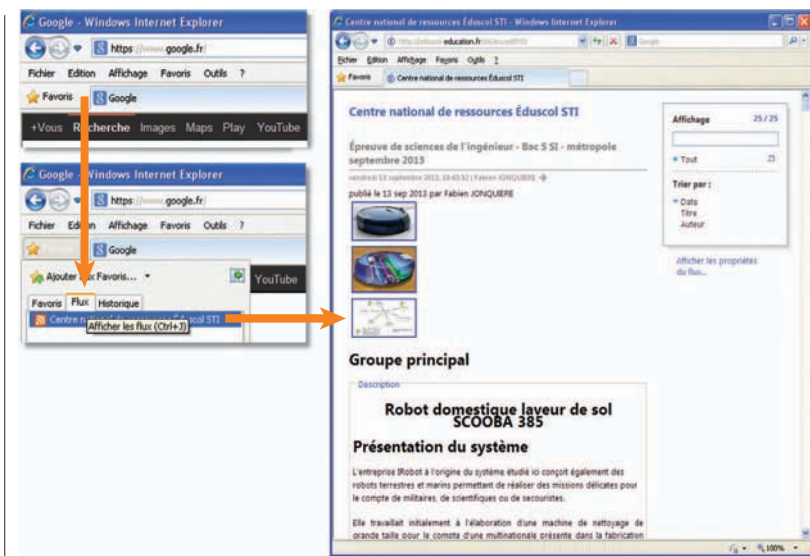 Google - Windows Internet Explorer
https://www.google.fr/
Fichier Edition Affichage Favoris Outils ?
Favoris Google
+Vous Recherche Images Maps Play YouTube
Google - Windows Internet Explorer
https://www.google.fr/
Fichier Edition Affichage Favoris Outils ?
Google
Ajouter aux Favoris...
YouTube
Favoris Flux Historique
Centre Éduscol STI
Afficher les flux (Ctrl+J)
Centre national de ressources Éduscol STI - Windows Internet Explorer
education.fr
Google
Fichier Edition Affichage Favoris Outils ?
Favoris Centre national de ressources Éduscol STI
Centre national de ressources Éduscol STI
Épreuve de sciences de l'ingénieur - Bac S SI - métropole
septembre 2013
vendredi 13 septembre 2013, | Fabien JONQUIERE
publié le 13 sep 2013 par Fabien JONQUIERE
Groupe principal
Description
Robot domestique laveur de sol
SCOOBA 385
Présentation du système
L'entreprise IRobot à l'origine du système étudié ici conçoit également des
robots terrestres et marins permettant de réaliser des missions délicates pour
le compte de militaires, de scientifiques ou de secouristes.
Elle travaillait initialement à l'élaboration d'une machine de nettoyage de
grande taille pour le compte d'une multinationale présente dans la fabrication
Affichage 25 / 25
Tout 25
Trier par :
Date
Titre
Auteur
Afficher les propriétés
du flux...
100%